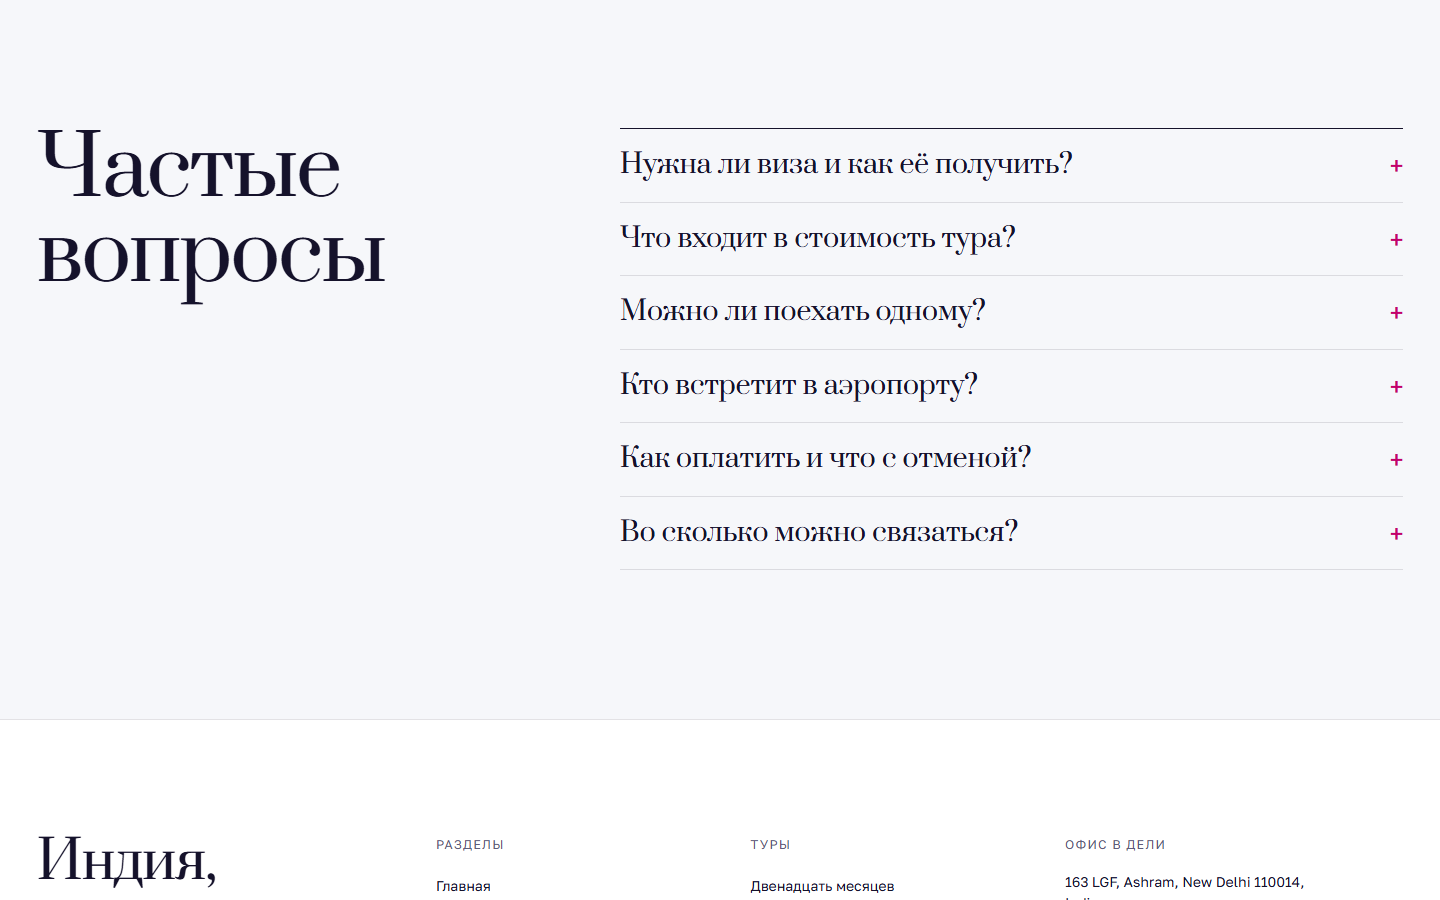 Частые
вопросы
Нужна ли виза и как её получить?
+
Что входит в стоимость тура?
+
Можно ли поехать одному?
+
Кто встретит в аэропорту?
+
Как оплатить и что с отменой?
+
Во сколько можно связаться?
+
Индия,
РАЗДЕЛЫ
Главная
ТУРЫ
Двенадцать месяцев
ОФИС В ДЕЛИ
163 LGF, Ashram, New Delhi 110014,